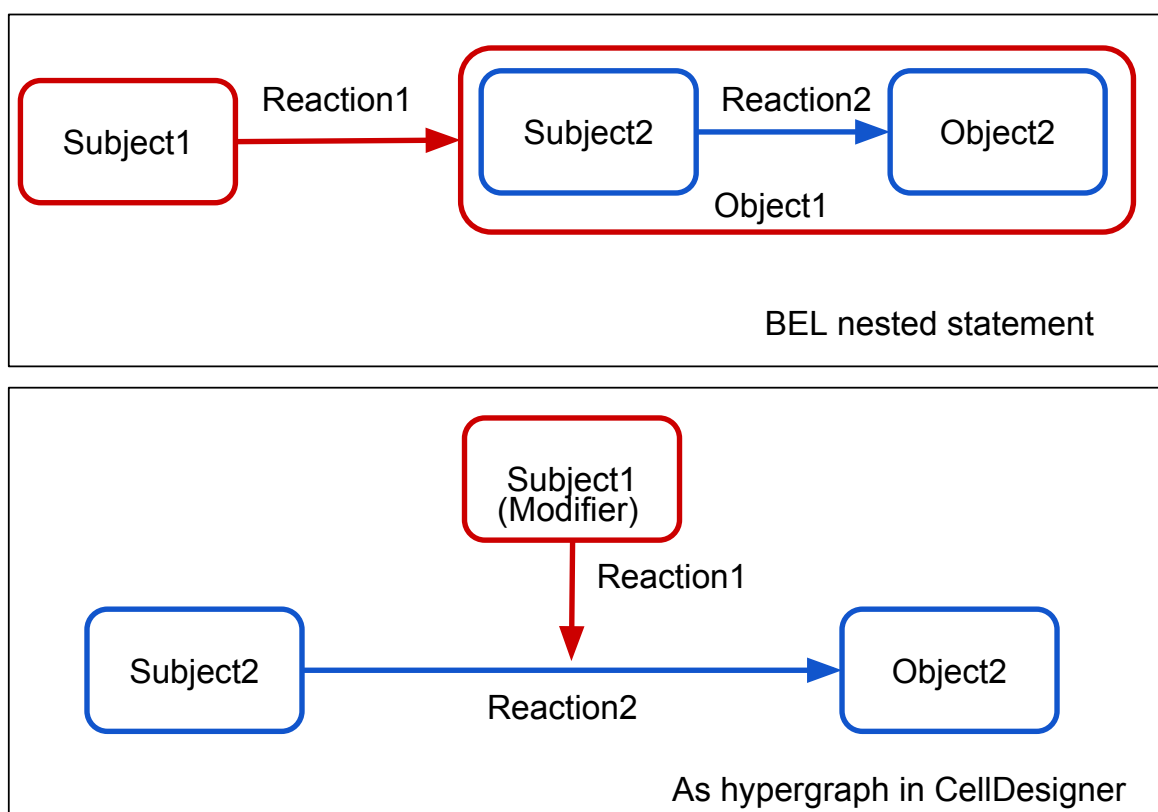 Reaction1
Reaction2
Subject1
Subject2
Object2
Object1
BEL nested statement
Subject1
(Modifier)
Reaction1
Subject2
Object2
Reaction2
As hypergraph in CellDesigner